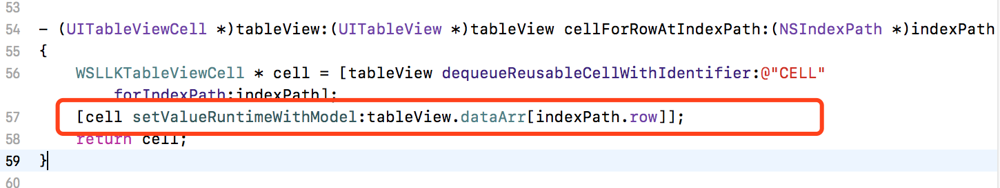 53
54 - (UITableViewCell *)tableView:(UITableView *)tableView cellForRowAtIndexPath:(NSIndexPath *)indexPath
55 {
56 WSLLKTableViewCell * cell = [tableView dequeueReusableCellWithIdentifier:@"CELL"
forIndexPath:indexPath];
57 [cell setValueRuntimeWithModel:tableView.dataArr[indexPath.row]];
58 return cell;
59 }
60